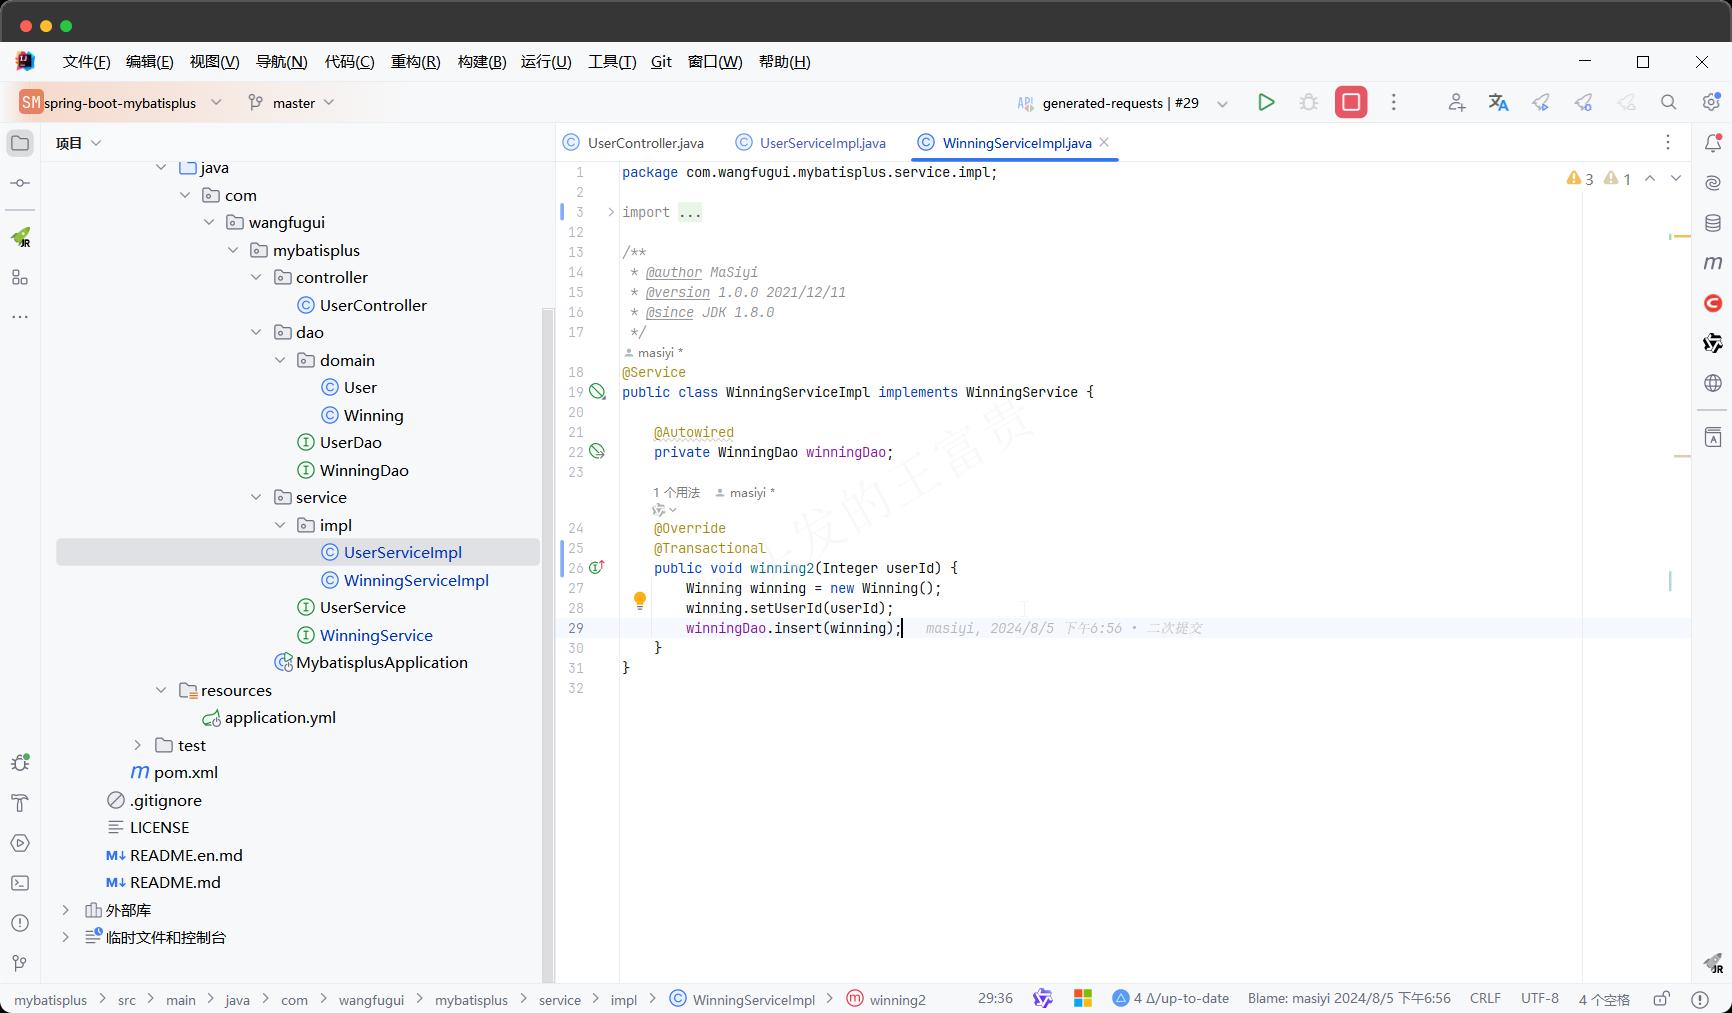 文件(F) 编辑(E) 视图(V) 导航(N) 代码(C) 重构(R) 构建(B) 运行(U) 工具(T) Git 窗口(W) 帮助(H)
SM spring-boot-mybatisplus master API generated-requests | #29
项目
UserController.java UserServiceImpl.java WinningServiceImpl.java
java
com
wangfugui
mybatisplus
controller
UserController
dao
domain
User
Winning
UserDao
WinningDao
service
impl
UserServiceImpl
WinningServiceImpl
UserService
WinningService
MybatisplusApplication
resources
application.yml
test
pom.xml
.gitignore
LICENSE
M↓ README.en.md
M↓ README.md
外部库
临时文件和控制台
3 1
1 package com.wangfugui.mybatisplus.service.impl;
2
3 import ...
12
13 /**
14 * @author MaSiyi
15 * @version 1.0.0 2021/12/11
16 * @since JDK 1.8.0
17 */
masiyi *
18 @Service
19 public class WinningServiceImpl implements WinningService {
20
21 @Autowired
22 private WinningDao winningDao;
23
1 个用法 masiyi *
24 @Override
25 @Transactional
26 public void winning2(Integer userId) {
27 Winning winning = new Winning();
28 winning.setUserId(userId);
29 winningDao.insert(winning); masiyi, 2024/8/5 下午6:56 · 二次提交
30 }
31 }
32
发的王富贵
mybatisplus > src > main > java > com > wangfugui > mybatisplus > service > impl > WinningServiceImpl > winning2
29:36 4 Δ/up-to-date Blame: masiyi 2024/8/5 下午6:56 CRLF UTF-8 4 个空格